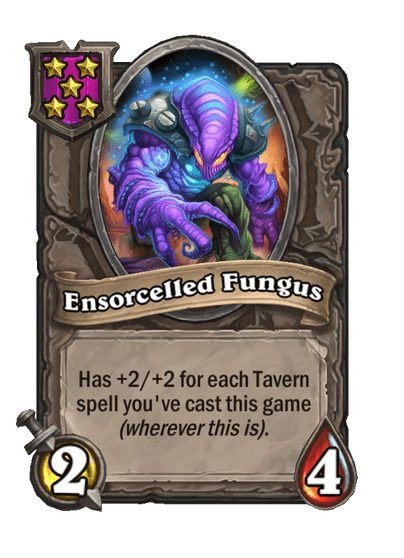 Ensorcelled Fungus
Has +2/+2 for each Tavern
spell you've cast this game
(wherever this is).
2
4